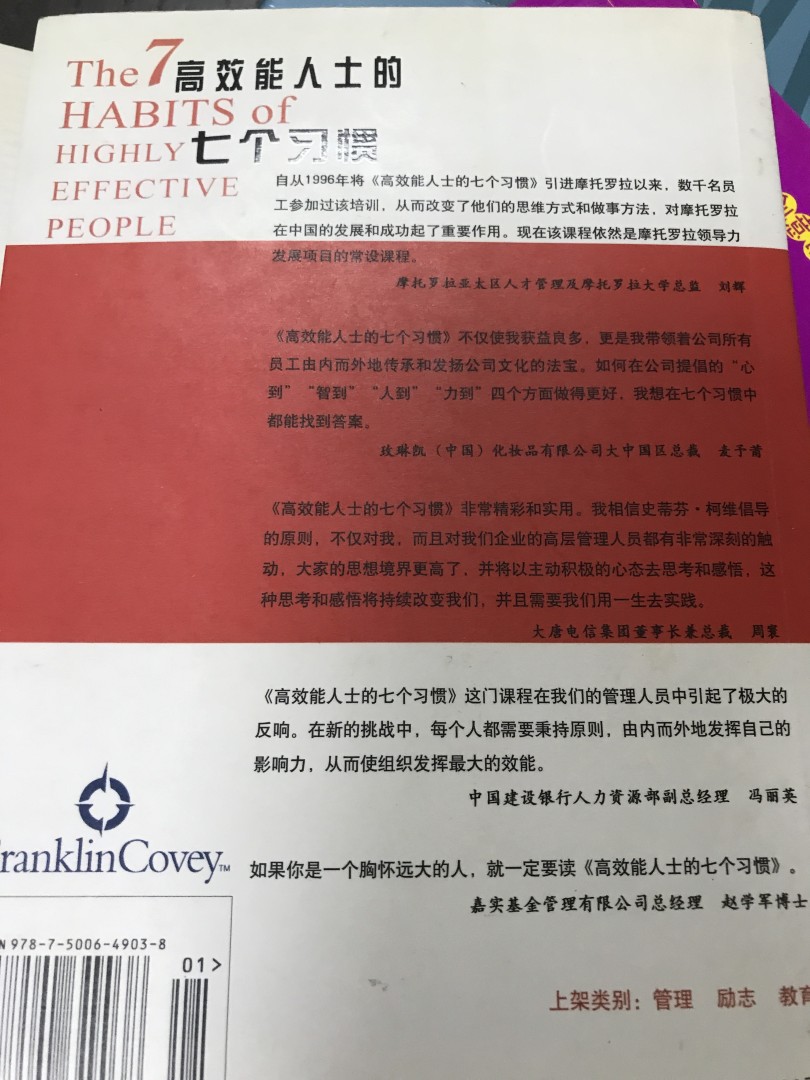 The 7 高效能人士的
HABITS of
HIGHLY 七个习惯
EFFECTIVE
PEOPLE
自从1996年将《高效能人士的七个习惯》引进摩托罗拉以来，数千名员
工参加过该培训，从而改变了他们的思维方式和做事方法，对摩托罗拉
在中国的发展和成功起了重要作用。现在该课程依然是摩托罗拉领导力
发展项目的常设课程。
摩托罗拉亚太区人才管理及摩托罗拉大学总监 刘辉
《高效能人士的七个习惯》不仅使我获益良多，更是我带领着公司所有
员工由内而外地传承和发扬公司文化的法宝。如何在公司提倡的“心
到”“智到”“人到”“力到”四个方面做得更好，我想在七个习惯中
都能找到答案。
玫琳凯（中国）化妆品有限公司大中国区总裁 麦予甫
《高效能人士的七个习惯》非常精彩和实用。我相信史蒂芬·柯维倡导
的原则，不仅对我，而且对我们企业的高层管理人员都有非常深刻的触
动，大家的思想境界更高了，并将以主动积极的心态去思考和感悟，这
种思考和感悟将持续改变我们，并且需要我们用一生去实践。
大唐电信集团董事长兼总裁 周寰
《高效能人士的七个习惯》这门课程在我们的管理人员中引起了极大的
反响。在新的挑战中，每个人都需要秉持原则，由内而外地发挥自己的
影响力，从而使组织发挥最大的效能。
中国建设银行人力资源部副总经理 冯丽英
ranklinCovey™
如果你是一个胸怀远大的人，就一定要读《高效能人士的七个习惯》。
嘉实基金管理有限公司总经理 赵学军博士
N 978-7-5006-4903-8
01>
上架类别：管理 励志 教育